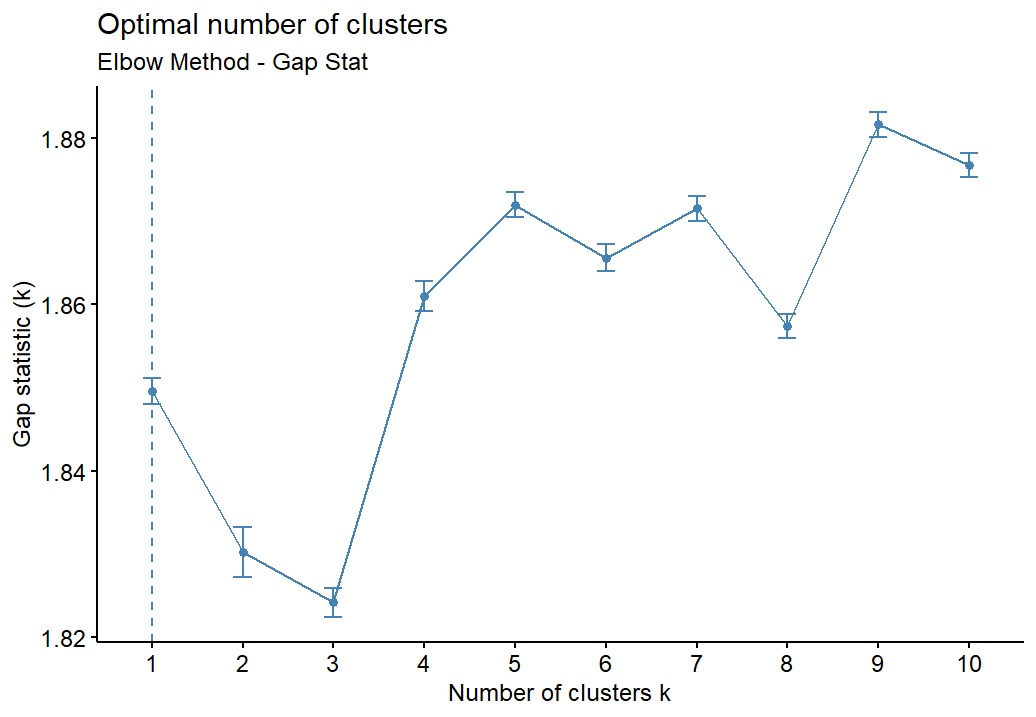 Optimal number of clusters
Elbow Method - Gap Stat
Gap statistic (k)
1.88
1.86
1.84
1.82
1 2 3 4 5 6 7 8 9 10
Number of clusters k